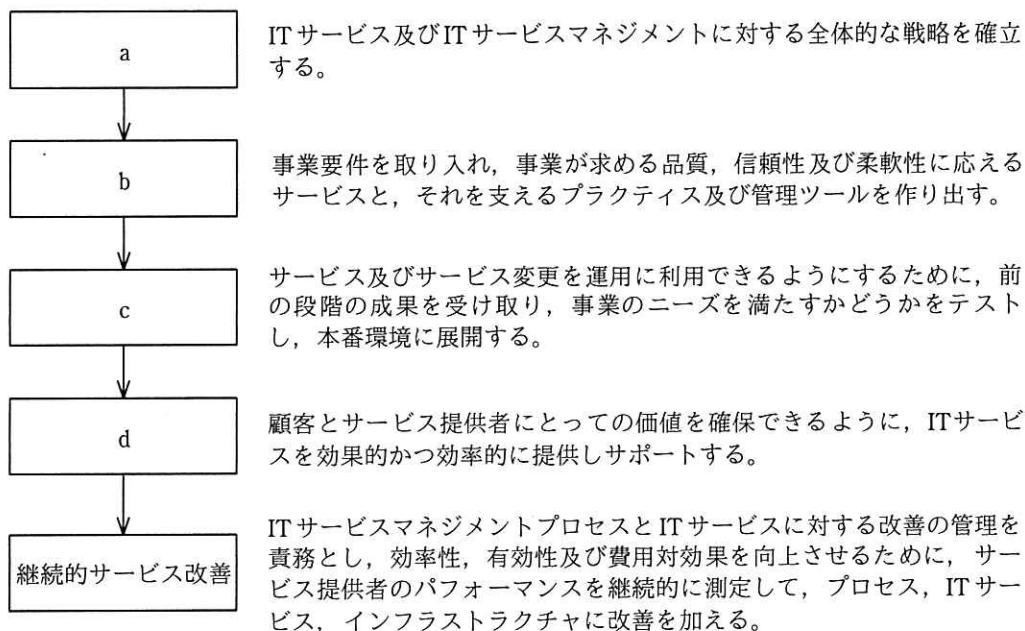 a
ITサービス及びITサービスマネジメントに対する全体的な戦略を確立
する。
b
事業要件を取り入れ，事業が求める品質，信頼性及び柔軟性に応える
サービスと，それを支えるプラクティス及び管理ツールを作り出す。
c
サービス及びサービス変更を運用に利用できるようにするために，前
の段階の成果を受け取り，事業のニーズを満たすかどうかをテスト
し，本番環境に展開する。
d
顧客とサービス提供者にとっての価値を確保できるように，ITサービ
スを効果的かつ効率的に提供しサポートする。
継続的サービス改善
ITサービスマネジメントプロセスとITサービスに対する改善の管理を
責務とし，効率性，有効性及び費用対効果を向上させるために，サー
ビス提供者のパフォーマンスを継続的に測定して，プロセス，ITサー
ビス，インフラストラクチャに改善を加える。